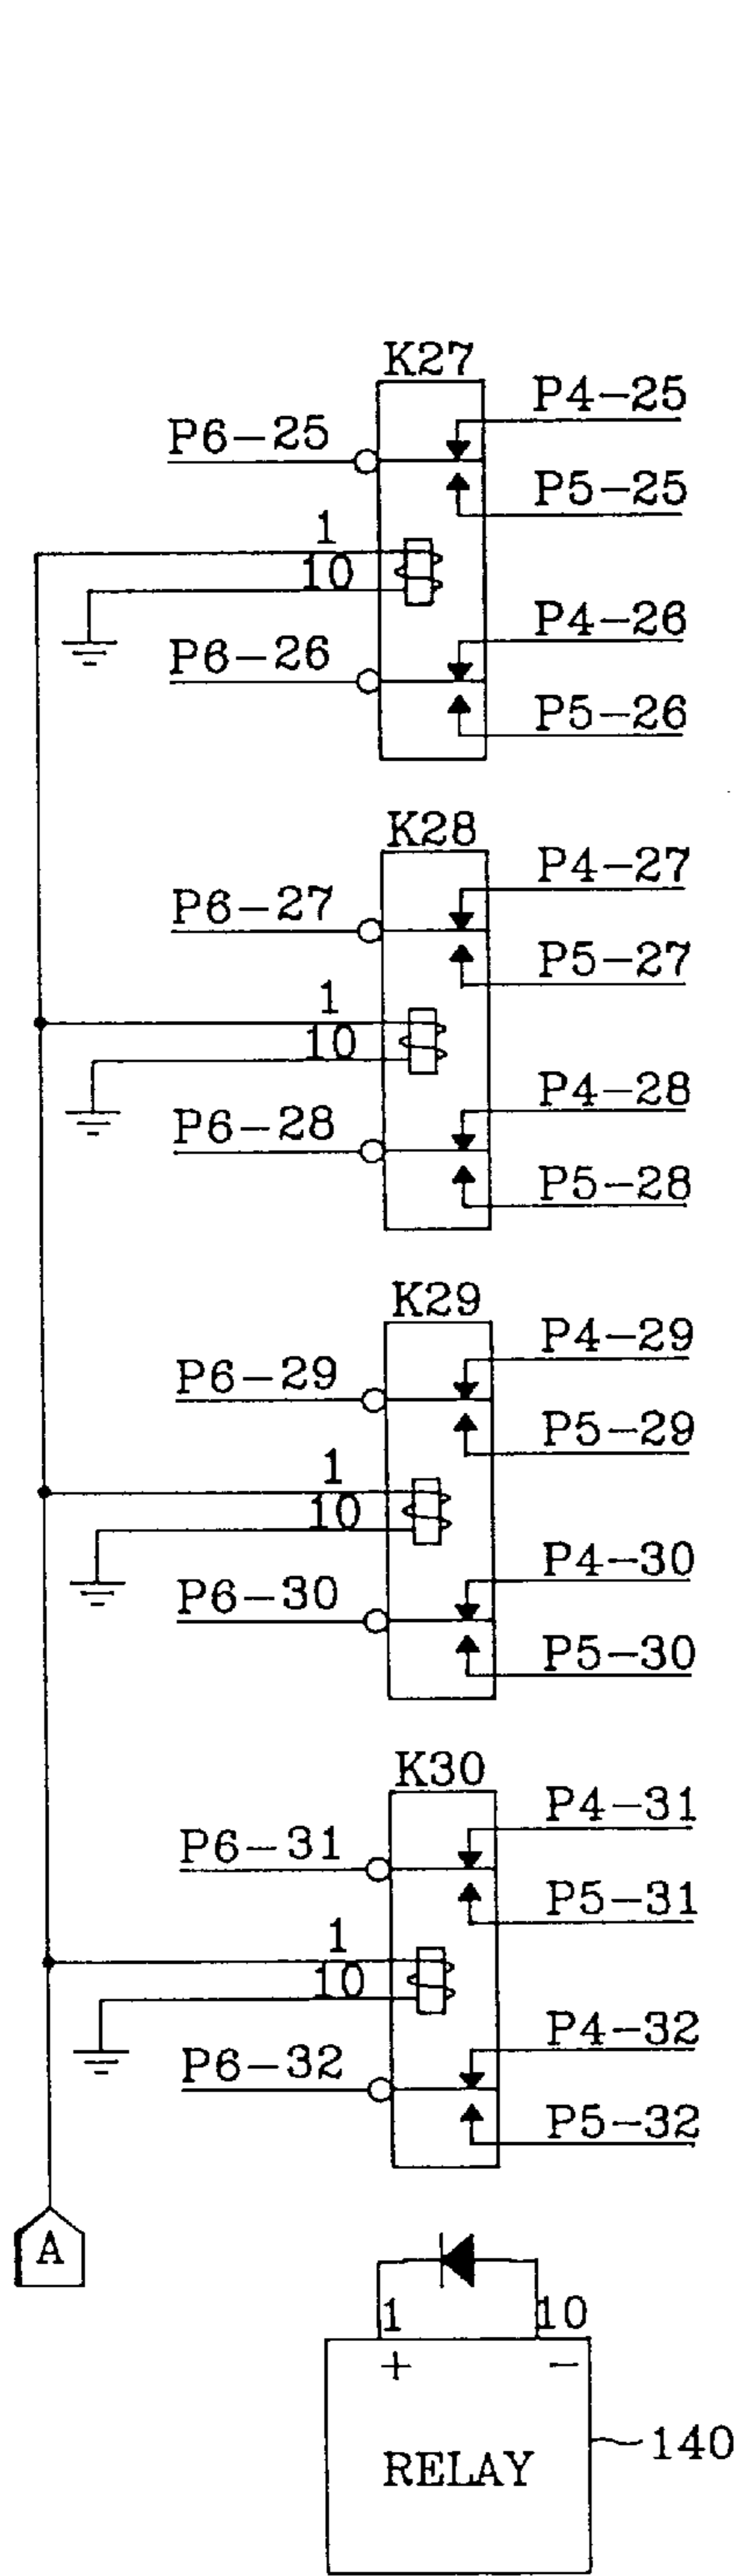 K27
P4-25
P6-25
P5-25
1
10
P4-26
P6-26
P5-26
K28
P4-27
P6-27
P5-27
1
10
P4-28
P6-28
P5-28
K29
P4-29
P6-29
P5-29
1
10
P4-30
P6-30
P5-30
K30
P4-31
P6-31
P5-31
1
10
P4-32
P6-32
P5-32
A
1 10
+ −
RELAY
140